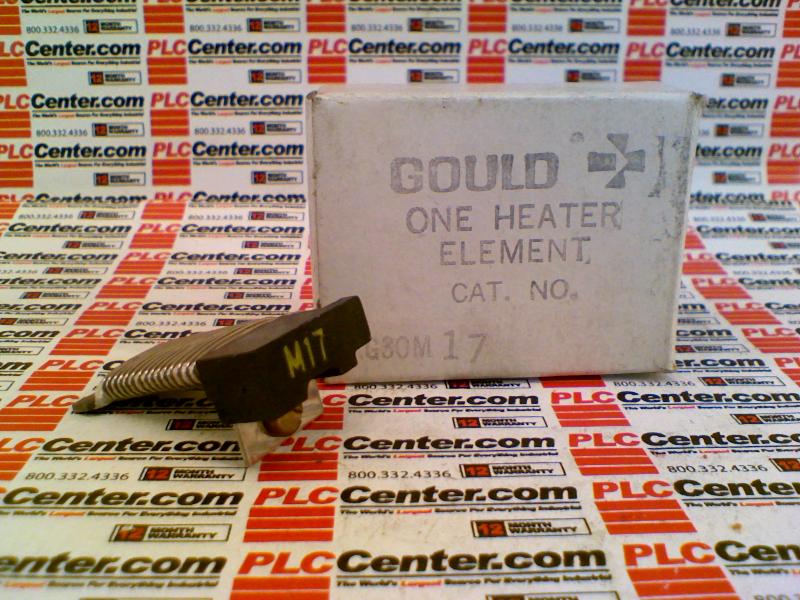 GOULD
ONE HEATER
ELEMENT
CAT. NO.
G30M 17
M17
PLCCenter.com
The World's Largest Source For Everything Industrial
800.332.4336
12 MONTH WARRANTY